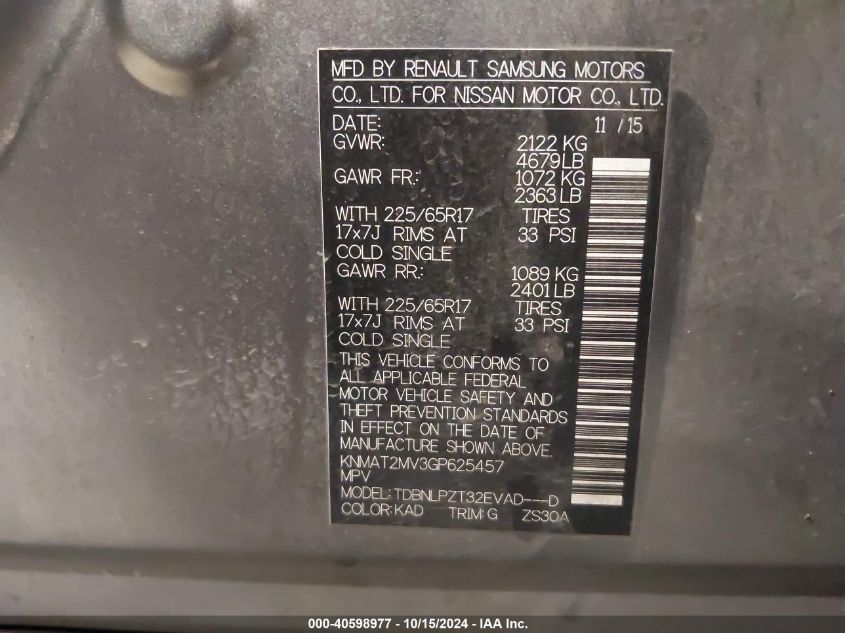 MFD BY RENAULT SAMSUNG MOTORS
CO., LTD. FOR NISSAN MOTOR CO., LTD.
DATE: 11 / 15
GVWR: 2122 KG
4679 LB
GAWR FR.: 1072 KG
2363 LB
WITH 225/65R17 TIRES
17x7J RIMS AT 33 PSI
COLD SINGLE
GAWR RR.: 1089 KG
2401 LB
WITH 225/65R17 TIRES
17x7J RIMS AT 33 PSI
COLD SINGLE
THIS VEHICLE CONFORMS TO
ALL APPLICABLE FEDERAL
MOTOR VEHICLE SAFETY AND
THEFT PREVENTION STANDARDS
IN EFFECT ON THE DATE OF
MANUFACTURE SHOWN ABOVE.
KNMAT2MV3GP625457
MPV
MODEL: TDBNLPZT32EVAD---D
COLOR: KAD TRIM: G ZS30A
000-40598977 - 10/15/2024 - IAA Inc.